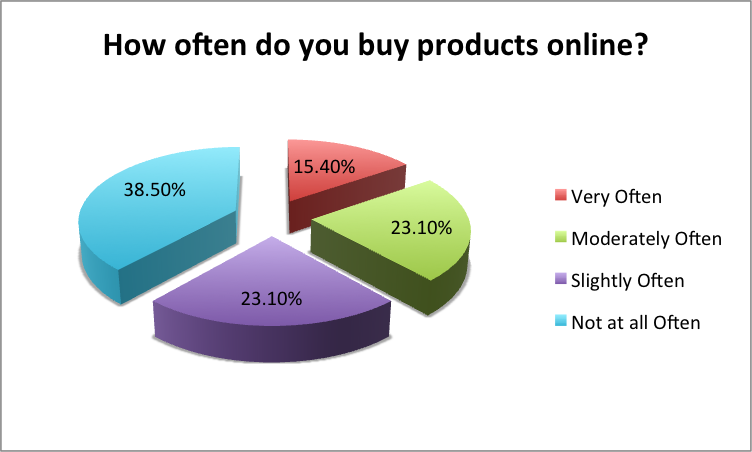 How often do you buy products online?
38.50%
15.40%
23.10%
23.10%
Very Often
Moderately Often
Slightly Often
Not at all Often